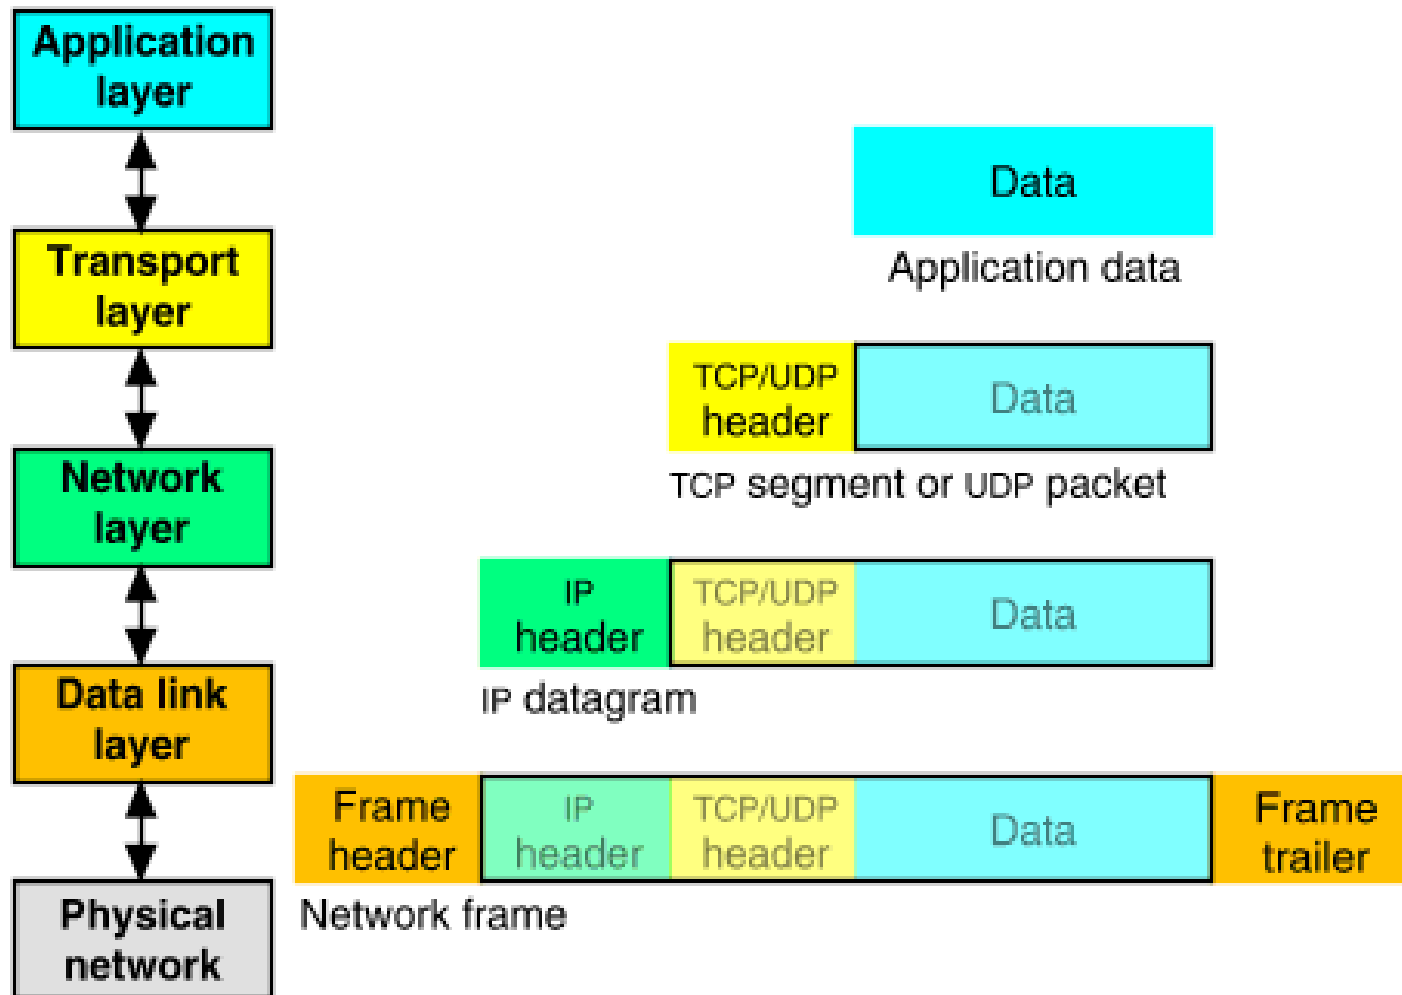 Application
layer
Data
Application data
Transport
layer
TCP/UDP
header
Data
TCP segment or UDP packet
Network
layer
IP
header
TCP/UDP
header
Data
IP datagram
Data link
layer
Frame
header
IP
header
TCP/UDP
header
Data
Frame
trailer
Network frame
Physical
network